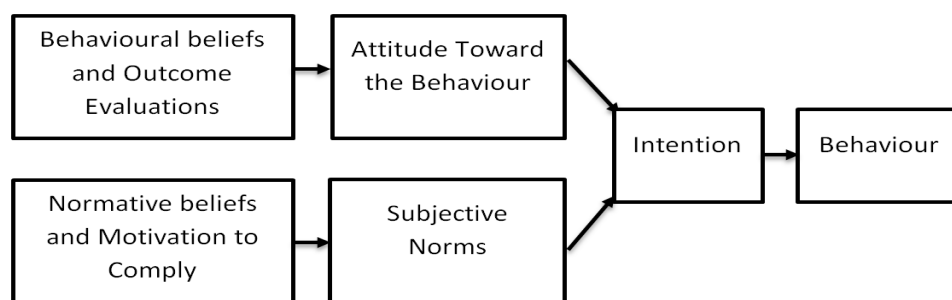 Behavioural beliefs
and Outcome
Evaluations
Attitude Toward
the Behaviour
Intention
Behaviour
Normative beliefs
and Motivation to
Comply
Subjective
Norms